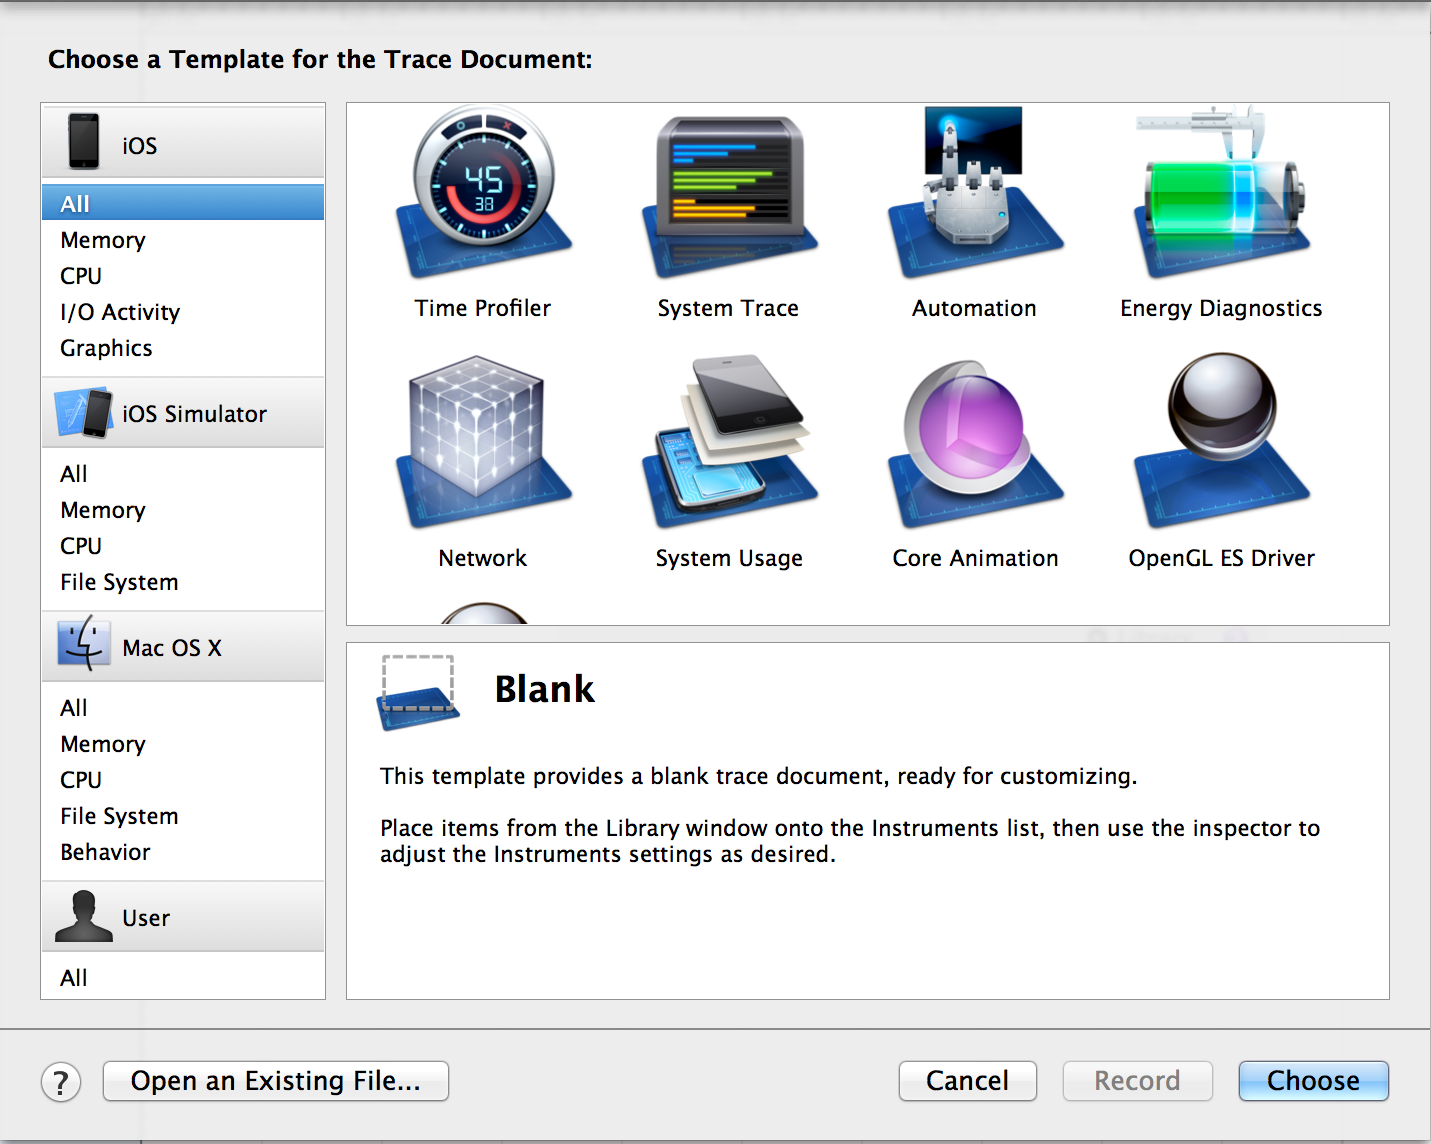 Choose a Template for the Trace Document:
iOS
All
Memory
CPU
I/O Activity
Graphics
iOS Simulator
All
Memory
CPU
File System
Mac OS X
All
Memory
CPU
File System
Behavior
User
All
45
38
Time Profiler
System Trace
Automation
Energy Diagnostics
Network
System Usage
Core Animation
OpenGL ES Driver
Blank
This template provides a blank trace document, ready for customizing.
Place items from the Library window onto the Instruments list, then use the inspector to
adjust the Instruments settings as desired.
?
Open an Existing File...
Cancel
Record
Choose